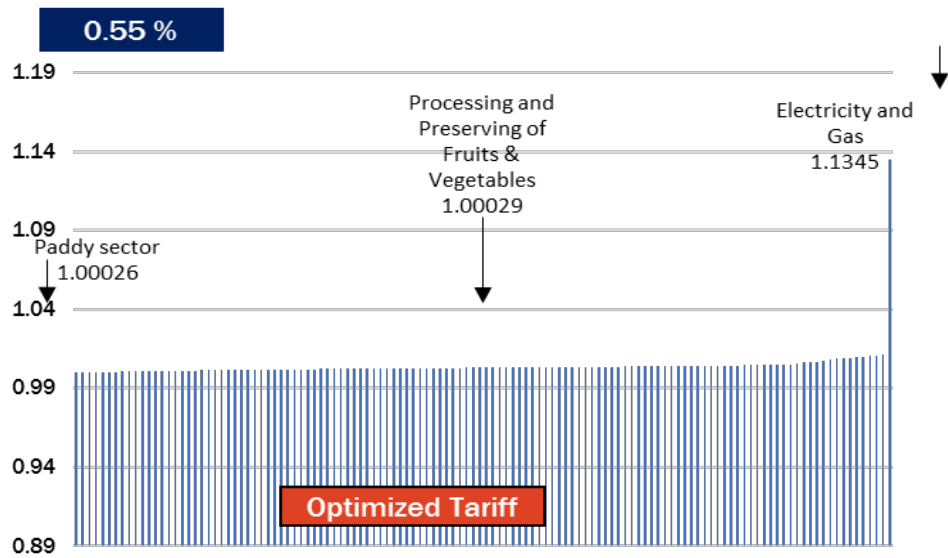 0.55 %
1.19
Processing and
Preserving of
Fruits &
Vegetables
1.00029
Electricity and
Gas
1.1345
1.14
1.09
Paddy sector
1.00026
1.04
0.99
0.94
Optimized Tariff
0.89